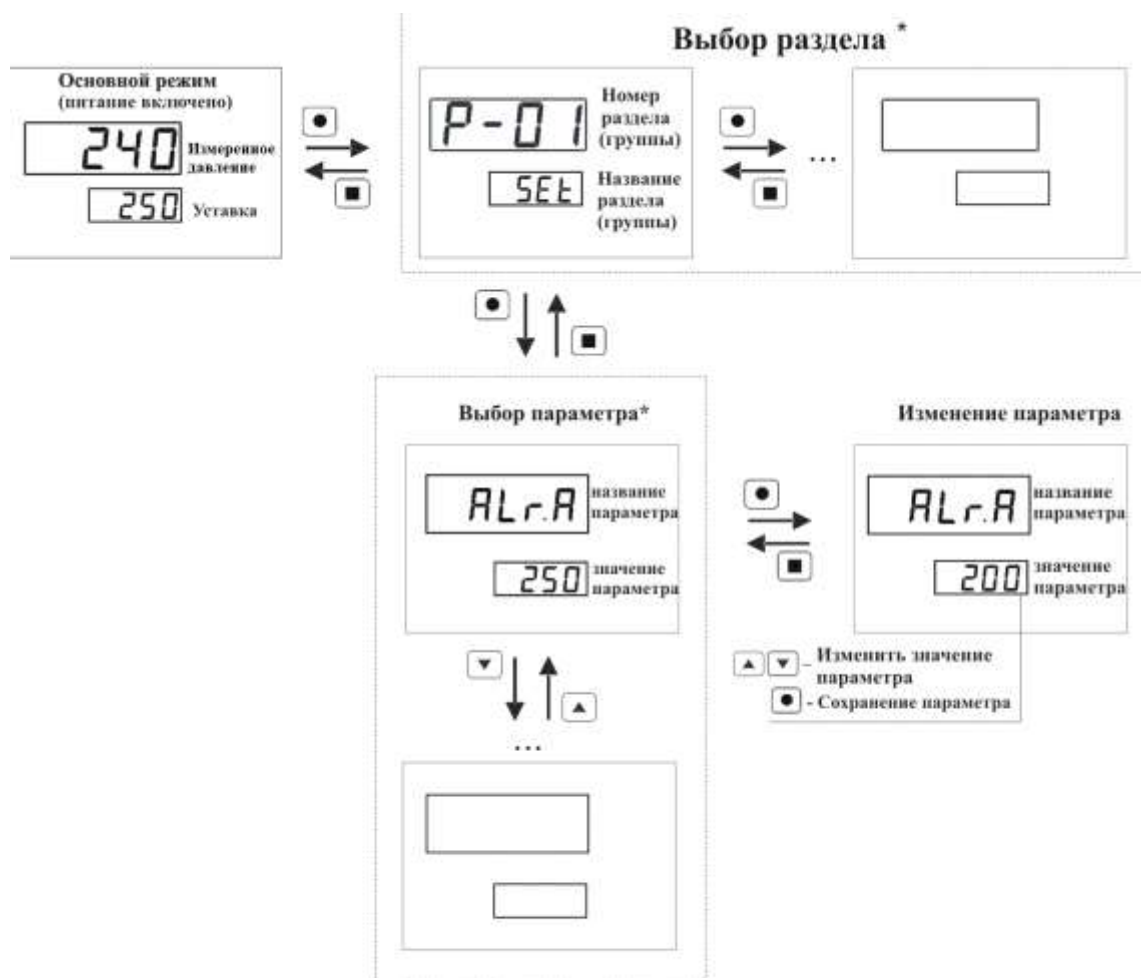 Выбор раздела *
Основной режим
(питание включено)
240
Измеренное
давление
250
Уставка
P-01
Номер
раздела
(группы)
SEt
Название
раздела
(группы)
...
Выбор параметра*
ALr.A
название
параметра
250
значение
параметра
...
Изменение параметра
ALr.A
название
параметра
200
значение
параметра
– Изменить значение
параметра
- Сохранение параметра